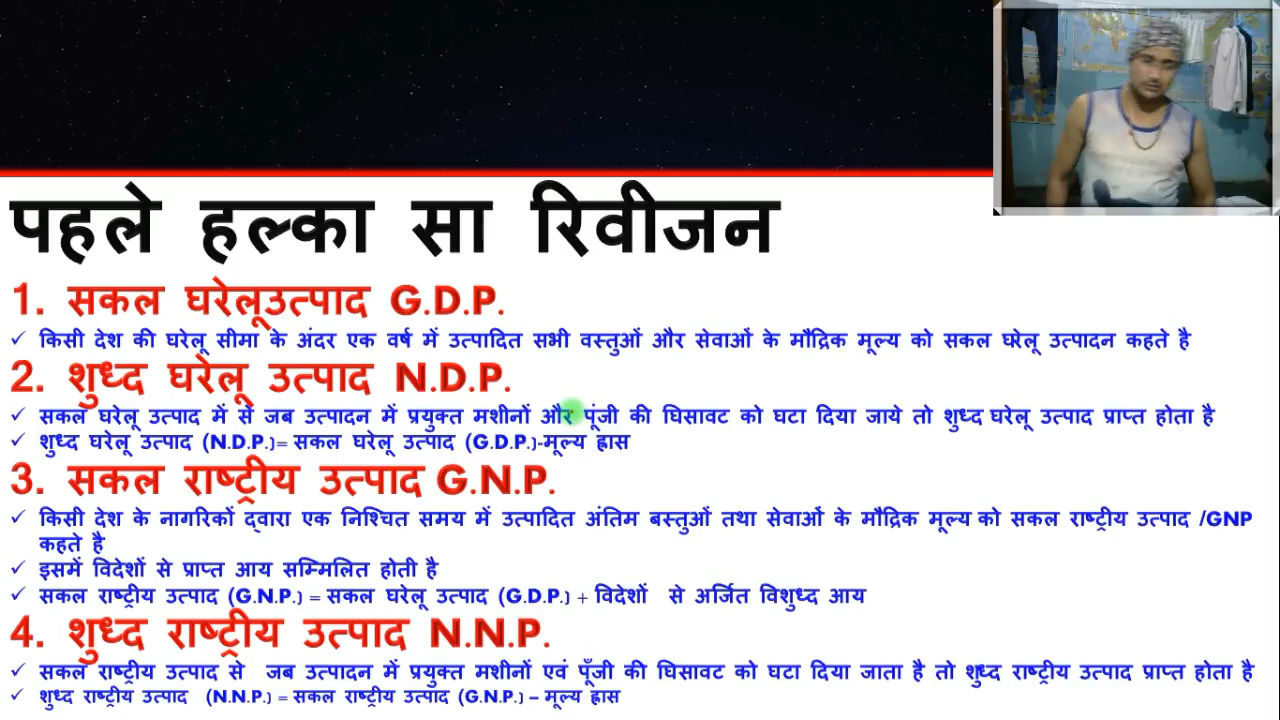 पहले हल्का सा रिवीजन
1. सकल घरेलूउत्पाद G.D.P.
✓ किसी देश की घरेलू सीमा के अंदर एक वर्ष में उत्पादित सभी वस्तुओं और सेवाओं के मौद्रिक मूल्य को सकल घरेलू उत्पादन कहते है
2. शुध्द घरेलू उत्पाद N.D.P.
✓ सकल घरेलू उत्पाद में से जब उत्पादन में प्रयुक्त मशीनों और पूंजी की घिसावट को घटा दिया जाये तो शुध्द घरेलू उत्पाद प्राप्त होता है
✓ शुध्द घरेलू उत्पाद (N.D.P.)= सकल घरेलू उत्पाद (G.D.P.)-मूल्य ह्रास
3. सकल राष्ट्रीय उत्पाद G.N.P.
✓ किसी देश के नागरिकों द्वारा एक निश्चित समय में उत्पादित अंतिम बस्तुओं तथा सेवाओं के मौद्रिक मूल्य को सकल राष्ट्रीय उत्पाद /GNP
कहते है
✓ इसमें विदेशों से प्राप्त आय सम्मिलित होती है
✓ सकल राष्ट्रीय उत्पाद (G.N.P.) = सकल घरेलू उत्पाद (G.D.P.) + विदेशों से अर्जित विशुध्द आय
4. शुध्द राष्ट्रीय उत्पाद N.N.P.
✓ सकल राष्ट्रीय उत्पाद से जब उत्पादन में प्रयुक्त मशीनों एवं पूँजी की घिसावट को घटा दिया जाता है तो शुध्द राष्ट्रीय उत्पाद प्राप्त होता है
✓ शुध्द राष्ट्रीय उत्पाद (N.N.P.) = सकल राष्ट्रीय उत्पाद (G.N.P.) – मूल्य ह्रास